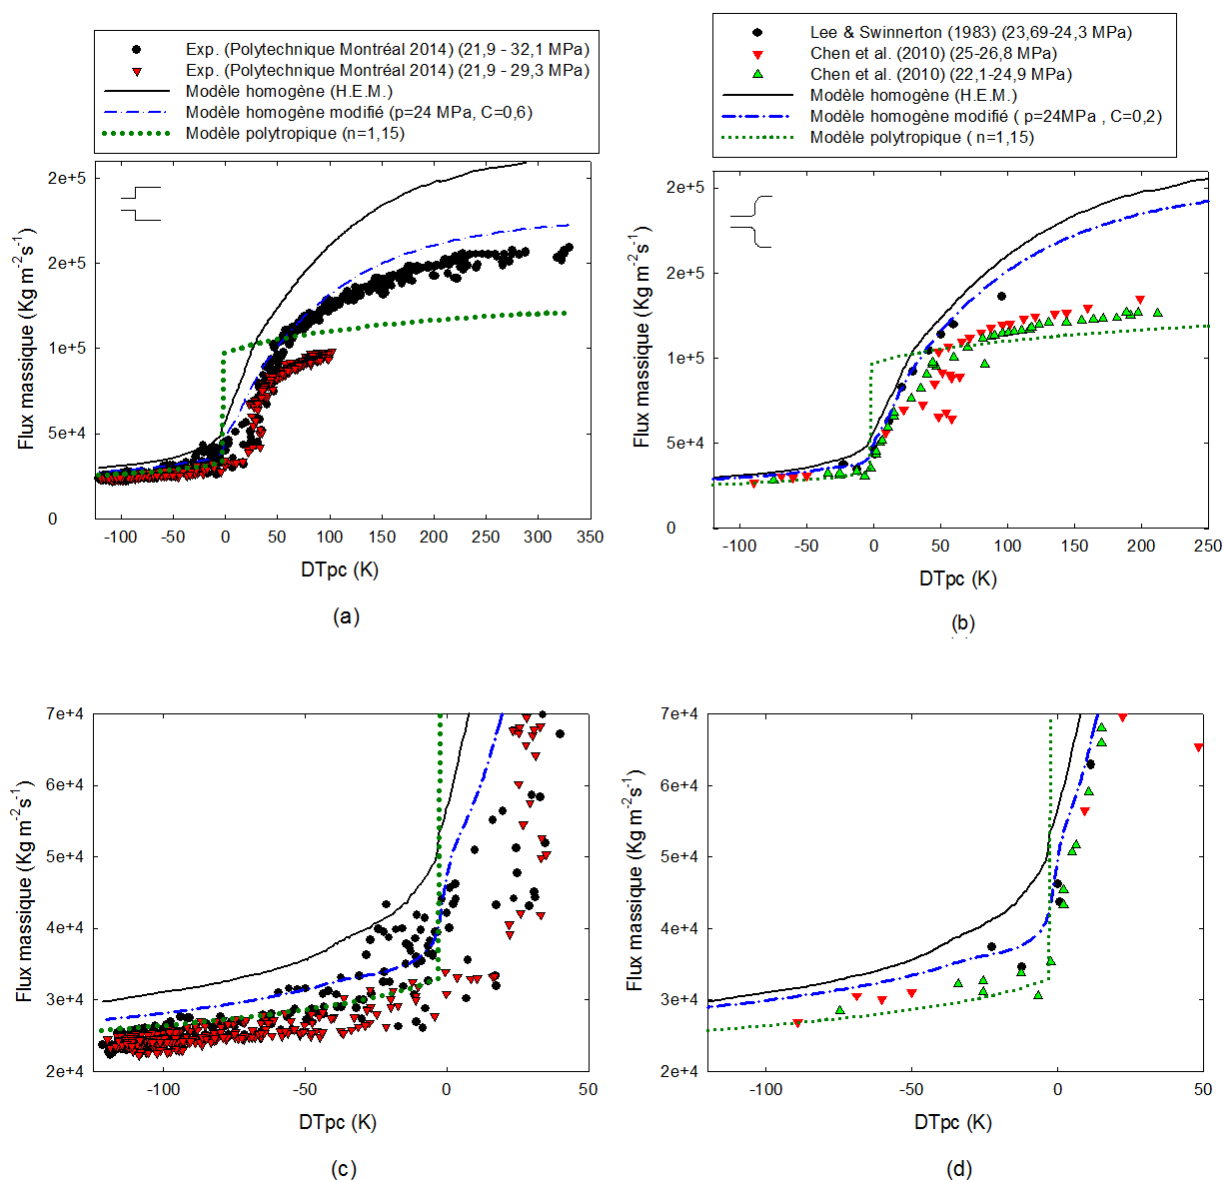 (a)
Exp. (Polytechnique Montréal 2014) (21,9 - 32,1 MPa)
Exp. (Polytechnique Montréal 2014) (21,9 - 29,3 MPa)
Modèle homogène (H.E.M.)
Modèle homogène modifié (p=24 MPa, C=0,6)
Modèle polytropique (n=1,15)
Flux massique (Kg m-2s-1)
2e+5
2e+5
1e+5
5e+4
0
-100 -50 0 50 100 150 200 250 300 350
DTpc (K)
(a)
(b)
Lee & Swinnerton (1983) (23,69-24,3 MPa)
Chen et al. (2010) (25-26,8 MPa)
Chen et al. (2010) (22,1-24,9 MPa)
Modèle homogène (H.E.M.)
Modèle homogène modifié ( p=24MPa , C=0,2)
Modèle polytropique ( n=1,15)
Flux massique (Kg m-2s-1)
2e+5
2e+5
1e+5
5e+4
0
-100 -50 0 50 100 150 200 250
DTpc (K)
(b)
Flux massique (Kg m-2s-1)
7e+4
6e+4
5e+4
4e+4
3e+4
2e+4
-100 -50 0 50
DTpc (K)
(c)
Flux massique (Kg m-2s-1)
7e+4
6e+4
5e+4
4e+4
3e+4
2e+4
-100 -50 0 50
DTpc (K)
(d)